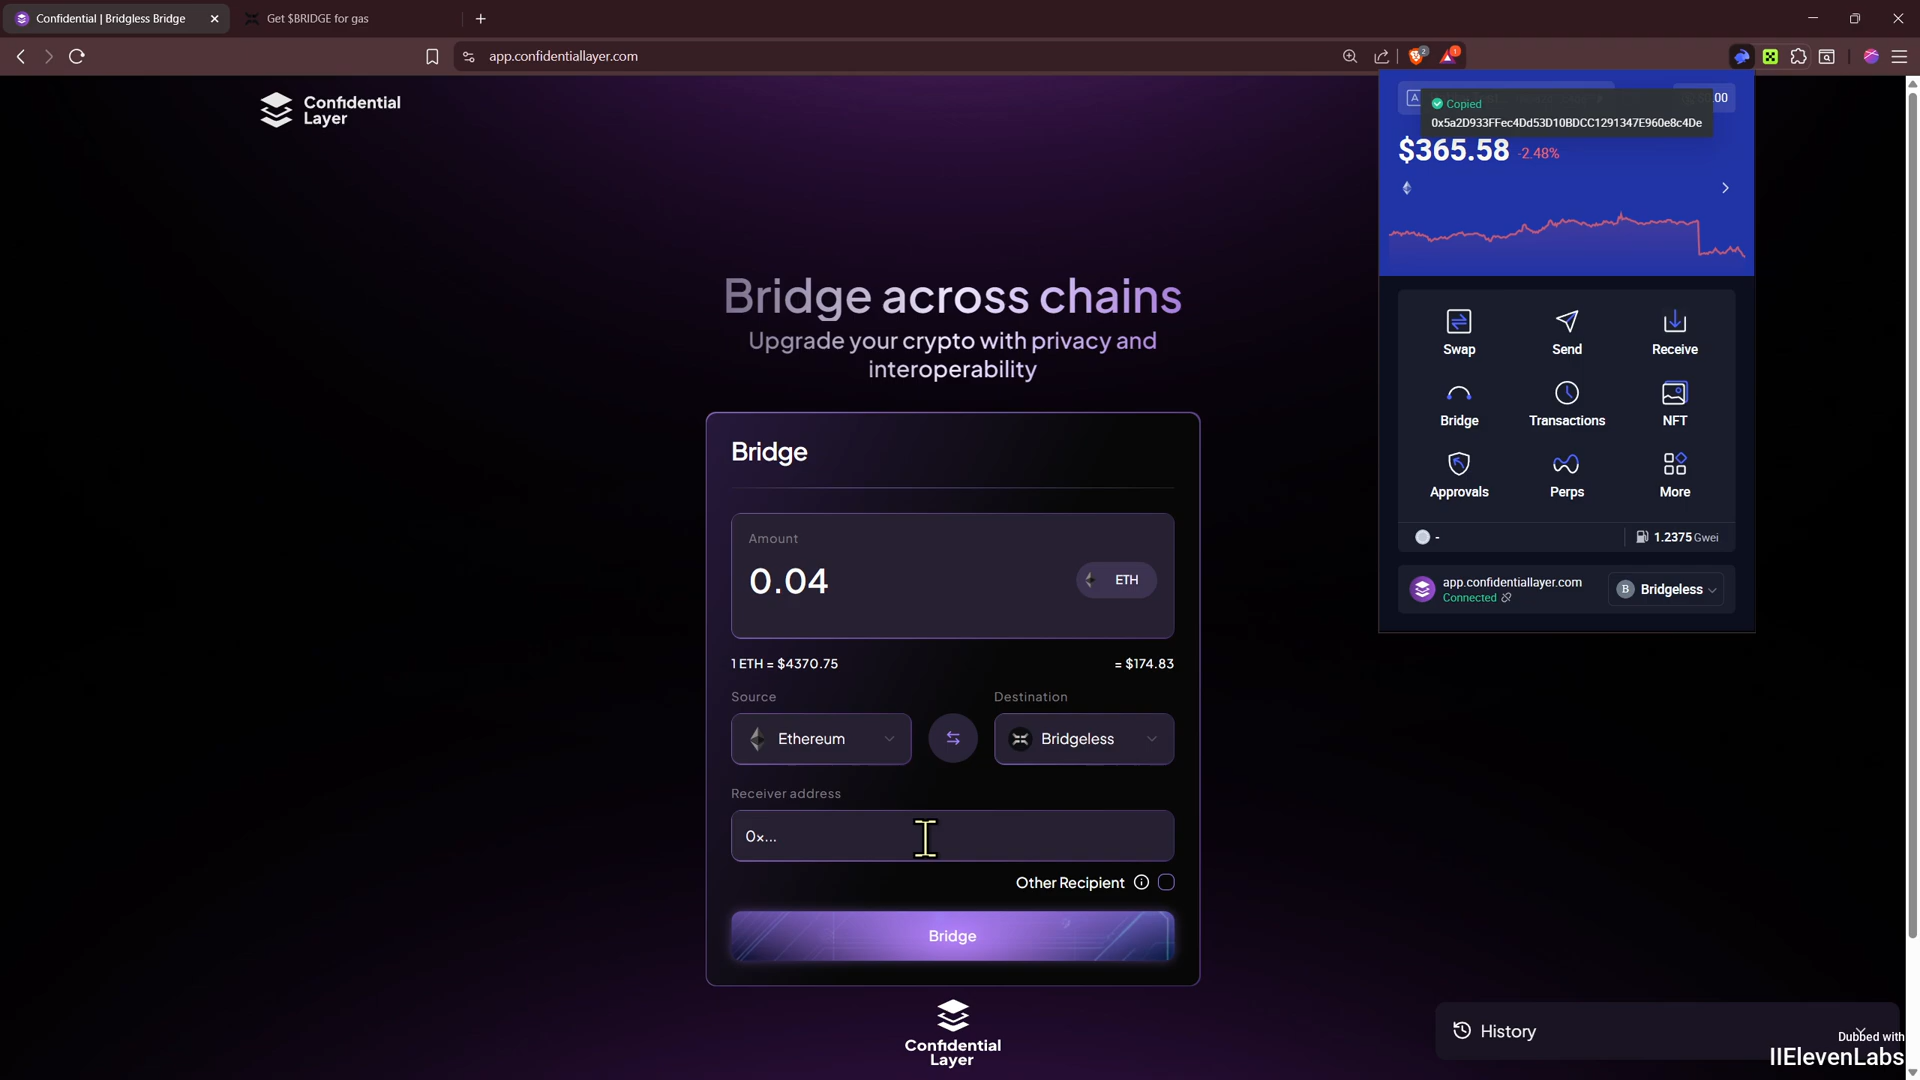 Confidential | Bridgless Bridge
Get $BRIDGE for gas
app.confidentiallayer.com
2
1
Confidential
Layer
Copied
0x5a2D933FFec4Dd53D10BDCC1291347E960e8c4De
.00
$365.58 -2.48%
Swap
Send
Receive
Bridge
Transactions
NFT
Approvals
Perps
More
-
1.2375 Gwei
app.confidentiallayer.com
Connected
B Bridgeless
Bridge across chains
Upgrade your crypto with privacy and
interoperability
Bridge
Amount
0.04
ETH
1 ETH = $4370.75
= $174.83
Source
Destination
Ethereum
Bridgeless
Receiver address
0x...
Other Recipient
Bridge
Confidential
Layer
History
Dubbed with
IIElevenLabs